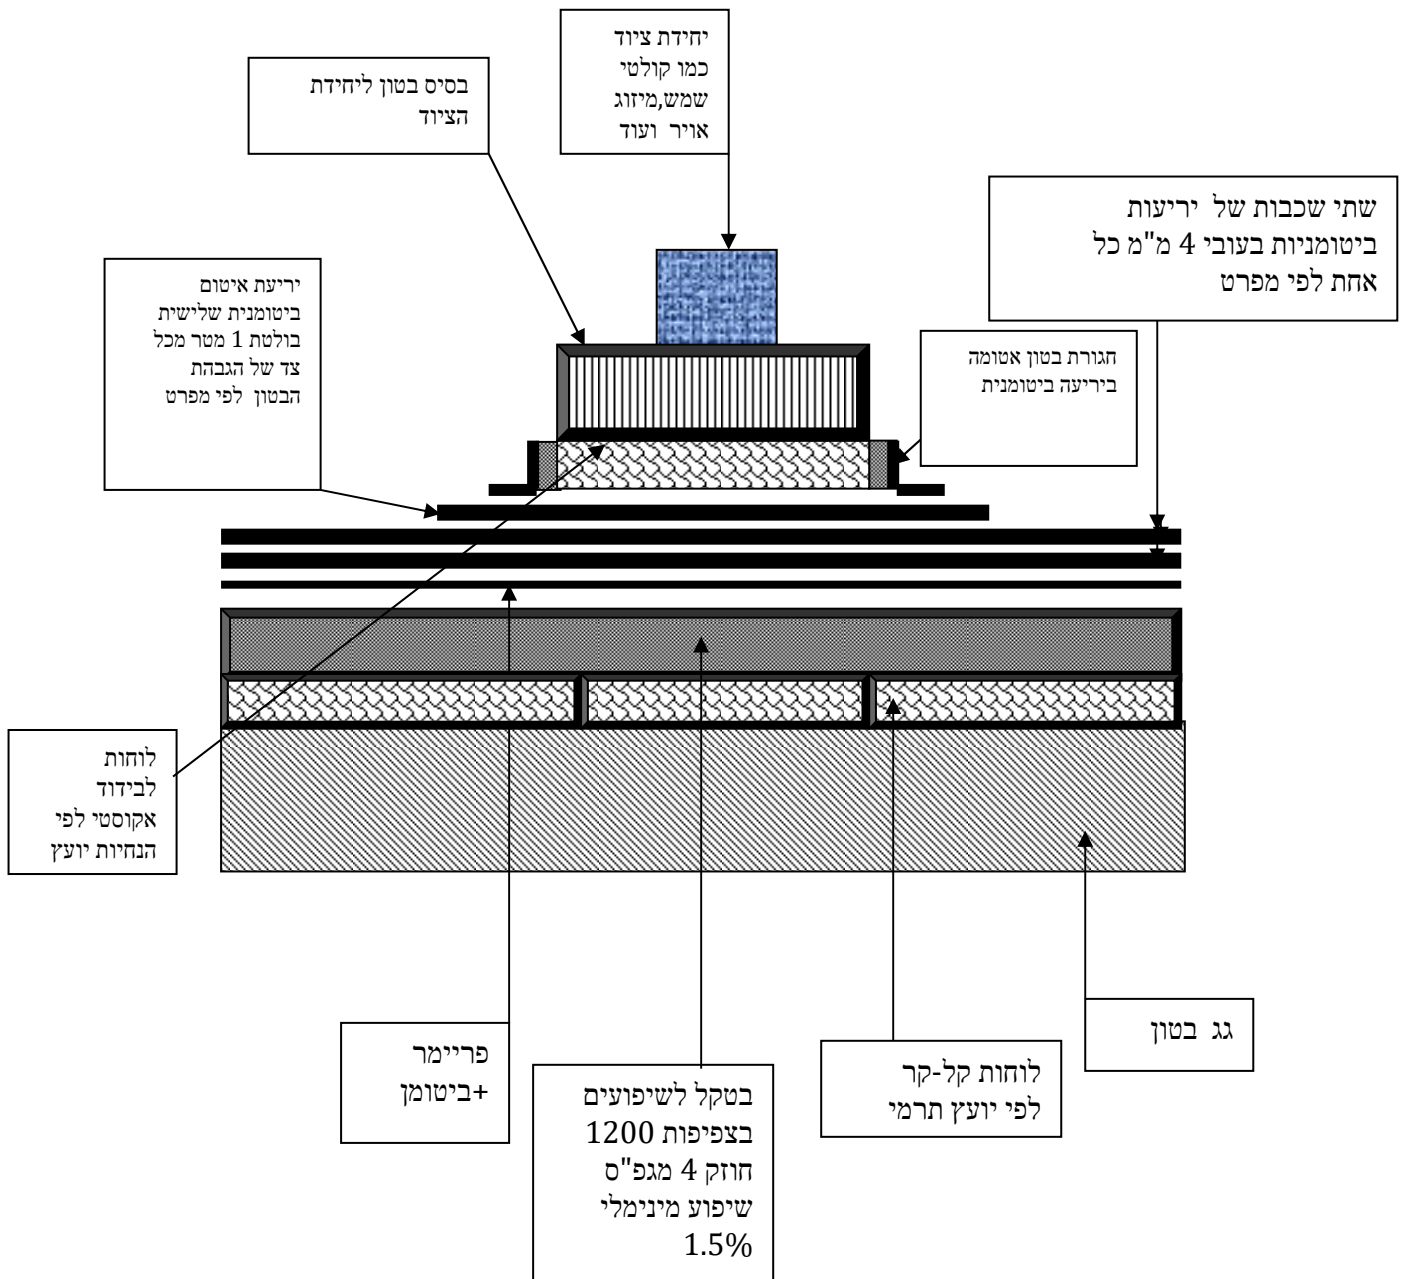 יחידת ציוד
כמו קולטי
שמש,מיזוג
אויר ועוד
בסיס בטון ליחידת
הציוד
שתי שכבות של יריעות
ביטומניות בעובי 4 מ"מ כל
אחת לפי מפרט
יריעת איטום
ביטומנית שלישית
בולטת 1 מטר מכל
צד של הגבהת
הבטון לפי מפרט
חגורת בטון אטומה
ביריעה ביטומנית
לוחות
לבידוד
אקוסטי לפי
הנחיות יועץ
גג בטון
פריימר
+ביטומן
לוחות קל-קר
לפי יועץ תרמי
בטקל לשיפועים
בצפיפות 1200
חוזק 4 מגפ"ס
שיפוע מינימלי
1.5%